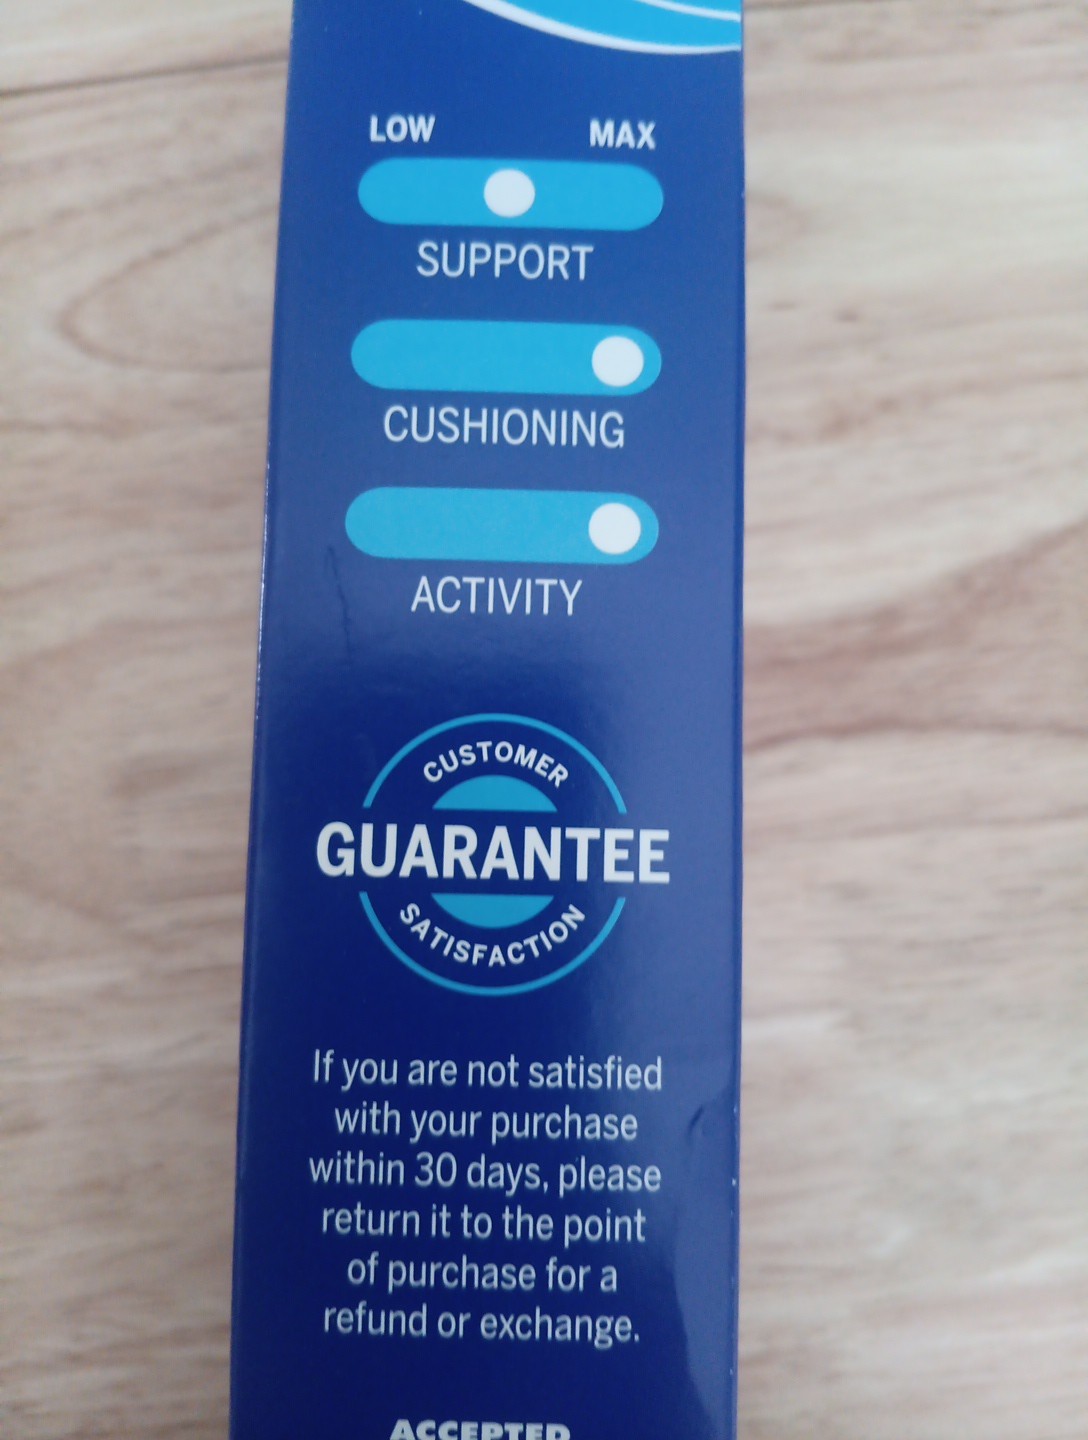 LOW MAX
SUPPORT
CUSHIONING
ACTIVITY
CUSTOMER
GUARANTEE
SATISFACTION
If you are not satisfied
with your purchase
within 30 days, please
return it to the point
of purchase for a
refund or exchange.
ACCEPTED